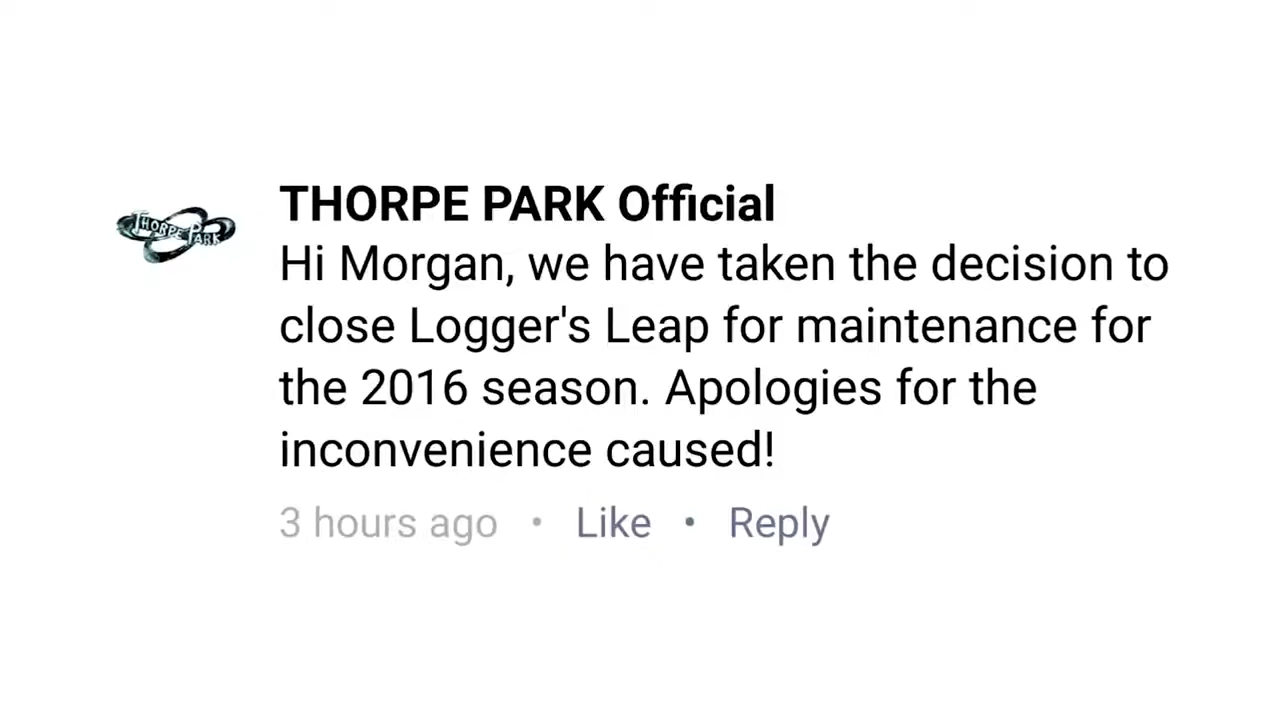 THORPE PARK
THORPE PARK Official
Hi Morgan, we have taken the decision to
close Logger's Leap for maintenance for
the 2016 season. Apologies for the
inconvenience caused!
3 hours ago • Like • Reply